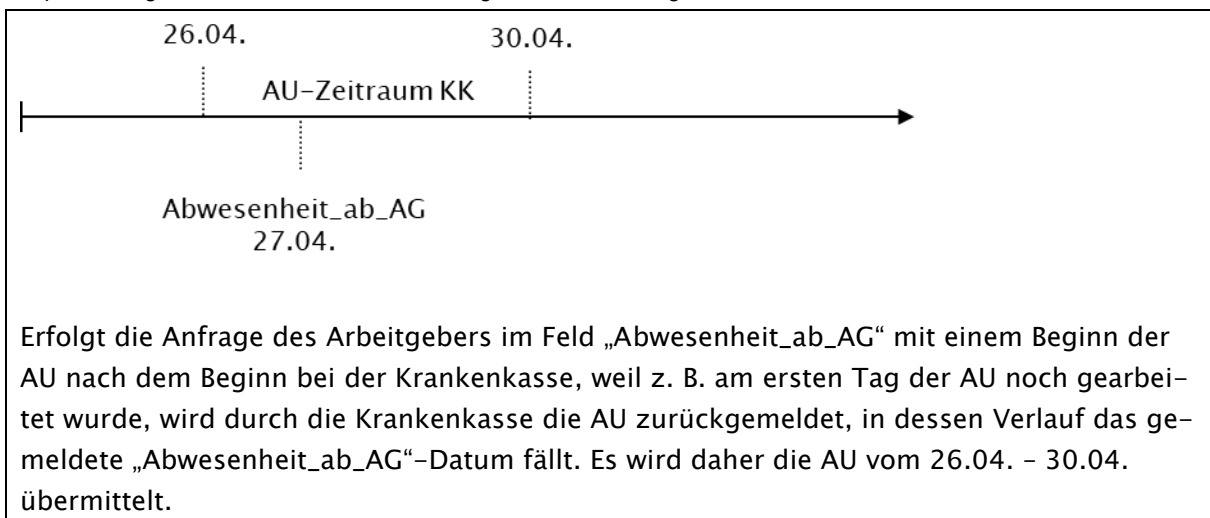 26.04.
30.04.
AU-Zeitraum KK
Abwesenheit_ab_AG
27.04.
Erfolgt die Anfrage des Arbeitgebers im Feld „Abwesenheit_ab_AG“ mit einem Beginn der
AU nach dem Beginn bei der Krankenkasse, weil z. B. am ersten Tag der AU noch gearbei-
tet wurde, wird durch die Krankenkasse die AU zurückgemeldet, in dessen Verlauf das ge-
meldete „Abwesenheit_ab_AG“-Datum fällt. Es wird daher die AU vom 26.04. – 30.04.
übermittelt.